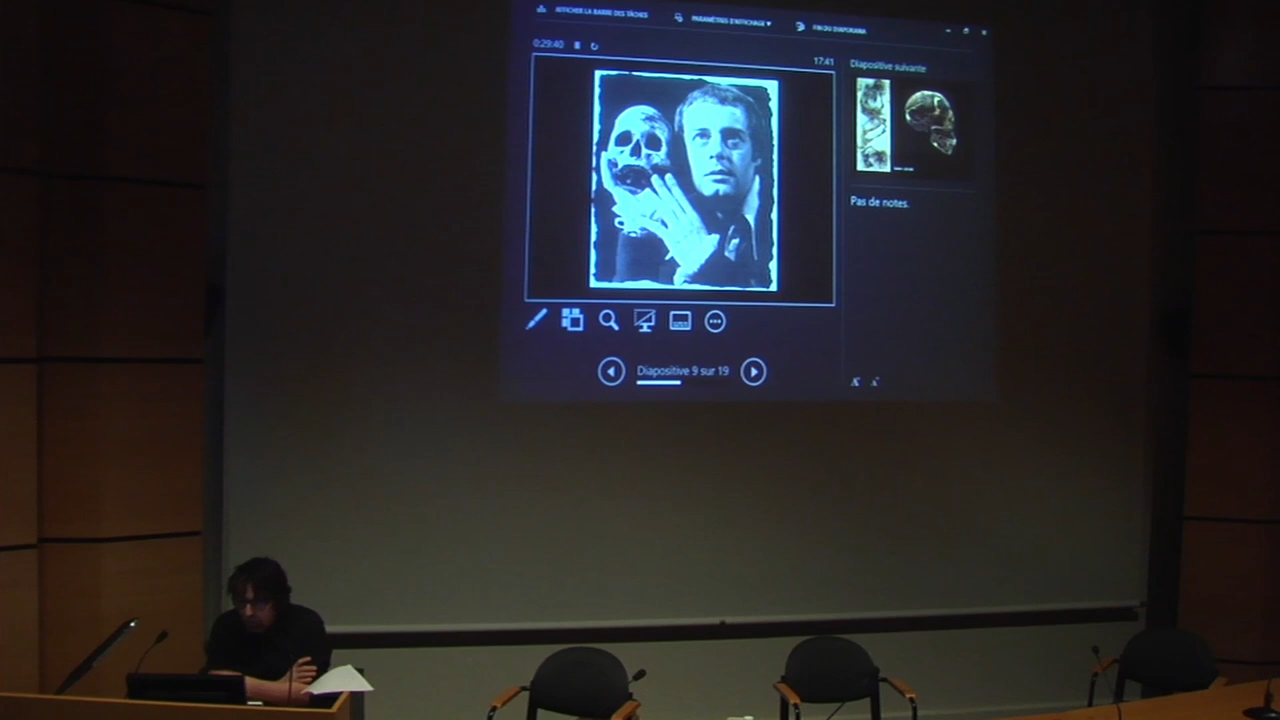 AFFICHER LA BARRE DES TÂCHES
PARAMÈTRES D'AFFICHAGE
FIN DU DIAPORAMA
0:29:40
17:41
Diapositive suivante
Pas de notes.
Diapositive 9 sur 19